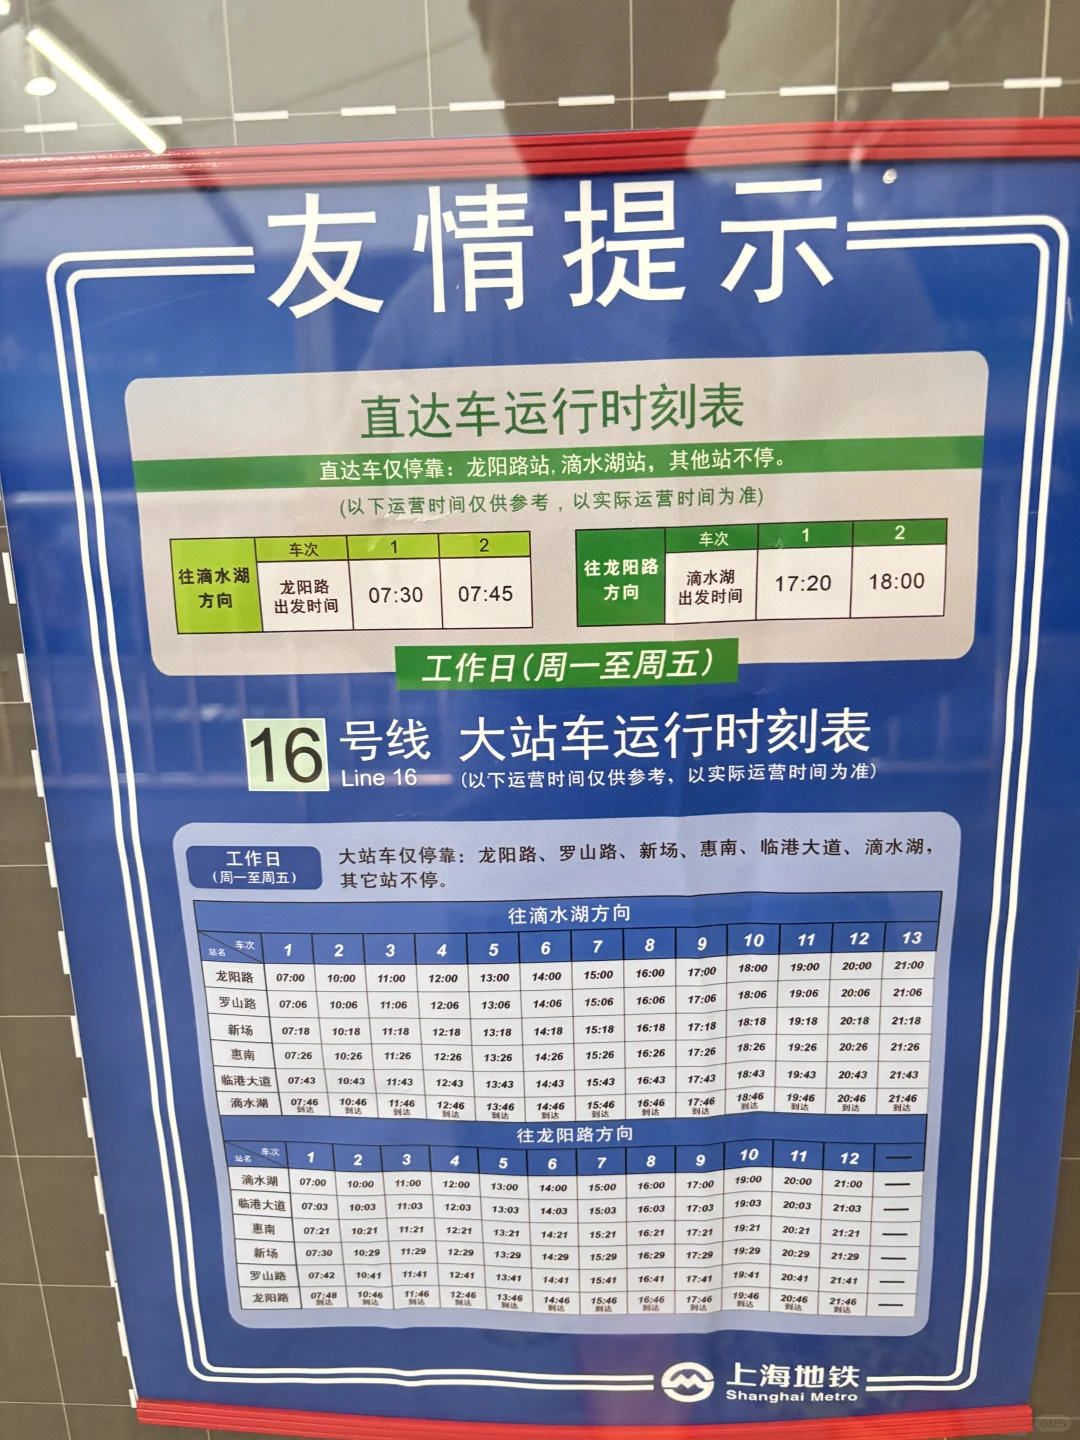 友情提示
直达车运行时刻表
直达车仅停靠：龙阳路站,滴水湖站，其他站不停。
(以下运营时间仅供参考，以实际运营时间为准)
往滴水湖方向 车次 1 2
龙阳路出发时间 07:30 07:45
往龙阳路方向 车次 1 2
滴水湖出发时间 17:20 18:00
工作日(周一至周五)
16 号线 大站车运行时刻表
Line 16 (以下运营时间仅供参考，以实际运营时间为准)
工作日
(周一至周五)
大站车仅停靠：龙阳路、罗山路、新场、惠南、临港大道、滴水湖，
其它站不停。
往滴水湖方向
站名 车次 1 2 3 4 5 6 7 8 9 10 11 12 13
龙阳路 07:00 10:00 11:00 12:00 13:00 14:00 15:00 16:00 17:00 18:00 19:00 20:00 21:00
罗山路 07:06 10:06 11:06 12:06 13:06 14:06 15:06 16:06 17:06 18:06 19:06 20:06 21:06
新场 07:18 10:18 11:18 12:18 13:18 14:18 15:18 16:18 17:18 18:18 19:18 20:18 21:18
惠南 07:26 10:26 11:26 12:26 13:26 14:26 15:26 16:26 17:26 18:26 19:26 20:26 21:26
临港大道 07:43 10:43 11:43 12:43 13:43 14:43 15:43 16:43 17:43 18:43 19:43 20:43 21:43
滴水湖 07:46到达 10:46到达 11:46到达 12:46到达 13:46到达 14:46到达 15:46到达 16:46到达 17:46到达 18:46到达 19:46到达 20:46到达 21:46到达
往龙阳路方向
站名 车次 1 2 3 4 5 6 7 8 9 10 11 12 —
滴水湖 07:00 10:00 11:00 12:00 13:00 14:00 15:00 16:00 17:00 19:00 20:00 21:00 —
临港大道 07:03 10:03 11:03 12:03 13:03 14:03 15:03 16:03 17:03 19:03 20:03 21:03 —
惠南 07:21 10:21 11:21 12:21 13:21 14:21 15:21 16:21 17:21 19:21 20:21 21:21 —
新场 07:30 10:29 11:29 12:29 13:29 14:29 15:29 16:29 17:29 19:29 20:29 21:29 —
罗山路 07:42 10:41 11:41 12:41 13:41 14:41 15:41 16:41 17:41 19:41 20:41 21:41 —
龙阳路 07:48到达 10:46到达 11:46到达 12:46到达 13:46到达 14:46到达 15:46到达 16:46到达 17:46到达 19:46到达 20:46到达 21:46到达 —
上海地铁
Shanghai Metro